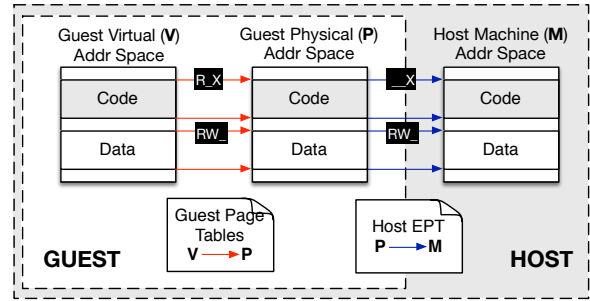 Guest Virtual (V)
Addr Space
Guest Physical (P)
Addr Space
Host Machine (M)
Addr Space
R_X
__X
Code
Code
Code
RW_
RW_
Data
Data
Data
Guest Page
Tables
V P
Host EPT
P M
GUEST
HOST